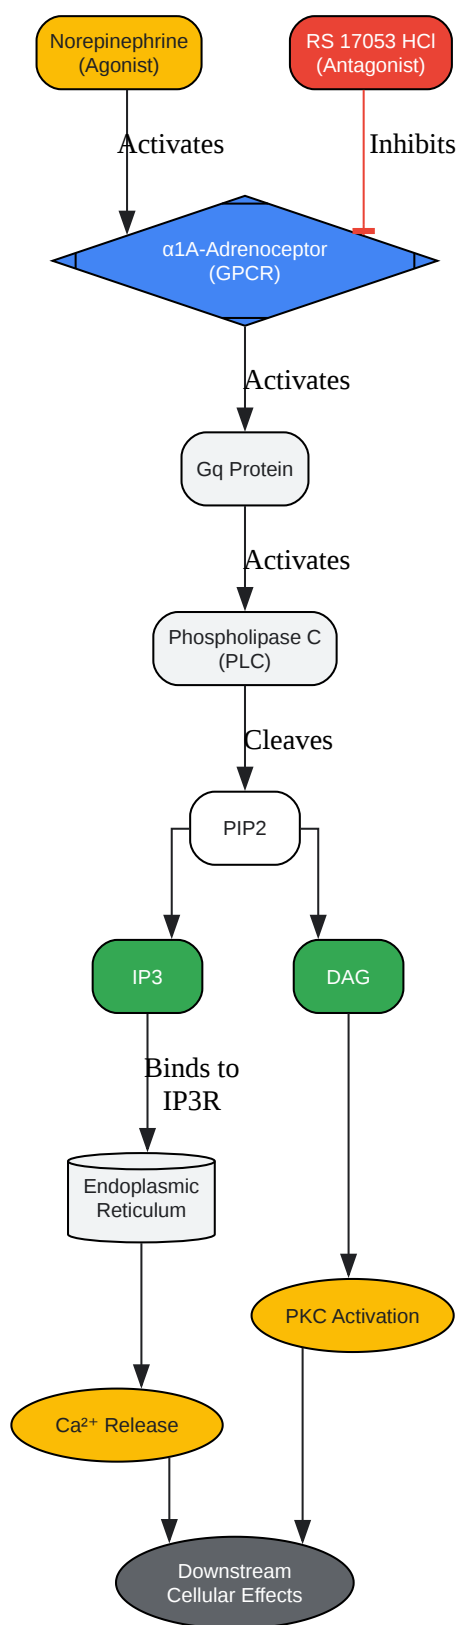 Norepinephrine
(Agonist)
RS 17053 HCl
(Antagonist)
Activates
Inhibits
α1A-Adrenoceptor
(GPCR)
Activates
Gq Protein
Activates
Phospholipase C
(PLC)
Cleaves
PIP2
IP3
DAG
Binds to
IP3R
Endoplasmic
Reticulum
PKC Activation
Ca²⁺ Release
Downstream
Cellular Effects